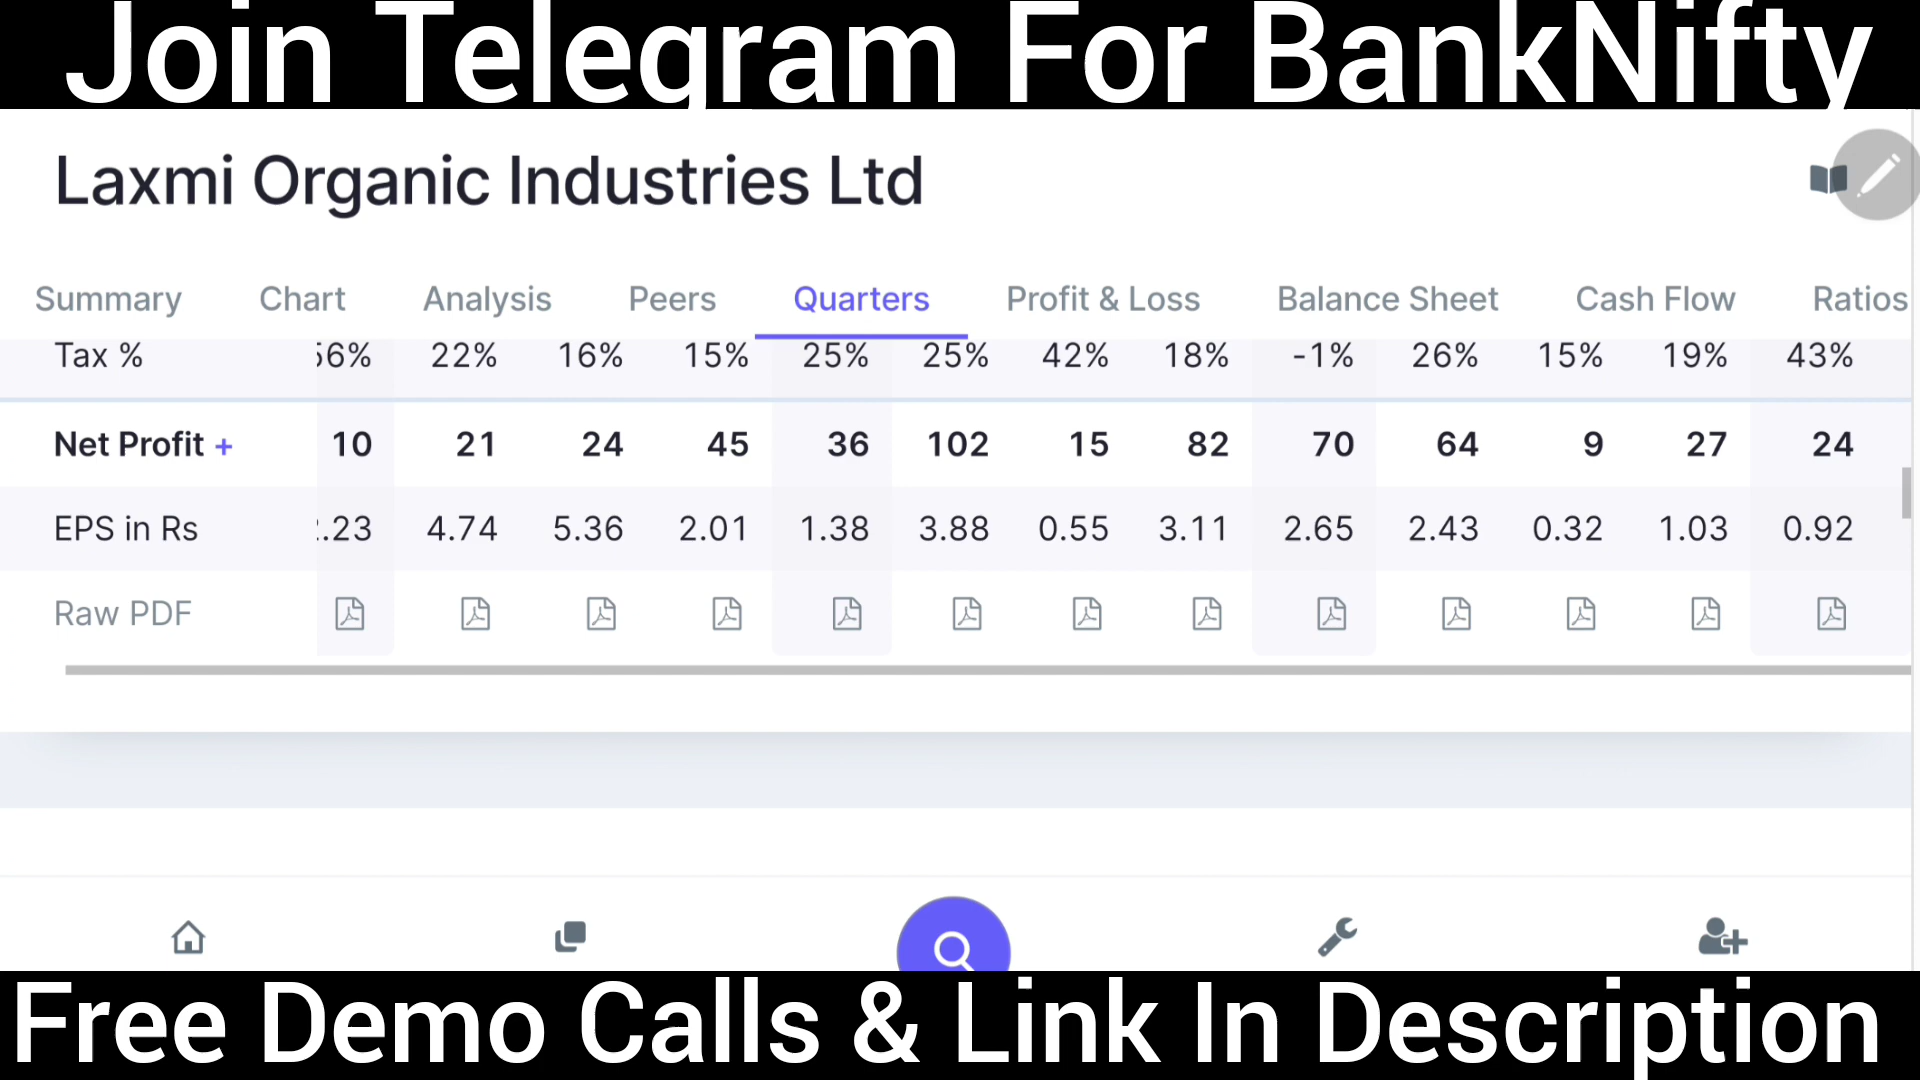 Join Telegram For BankNifty
Laxmi Organic Industries Ltd
Summary Chart Analysis Peers Quarters Profit & Loss Balance Sheet Cash Flow Ratios
Tax % 56% 22% 16% 15% 25% 25% 42% 18% -1% 26% 15% 19% 43%
Net Profit + 10 21 24 45 36 102 15 82 70 64 9 27 24
EPS in Rs .23 4.74 5.36 2.01 1.38 3.88 0.55 3.11 2.65 2.43 0.32 1.03 0.92
Raw PDF
Free Demo Calls & Link In Description